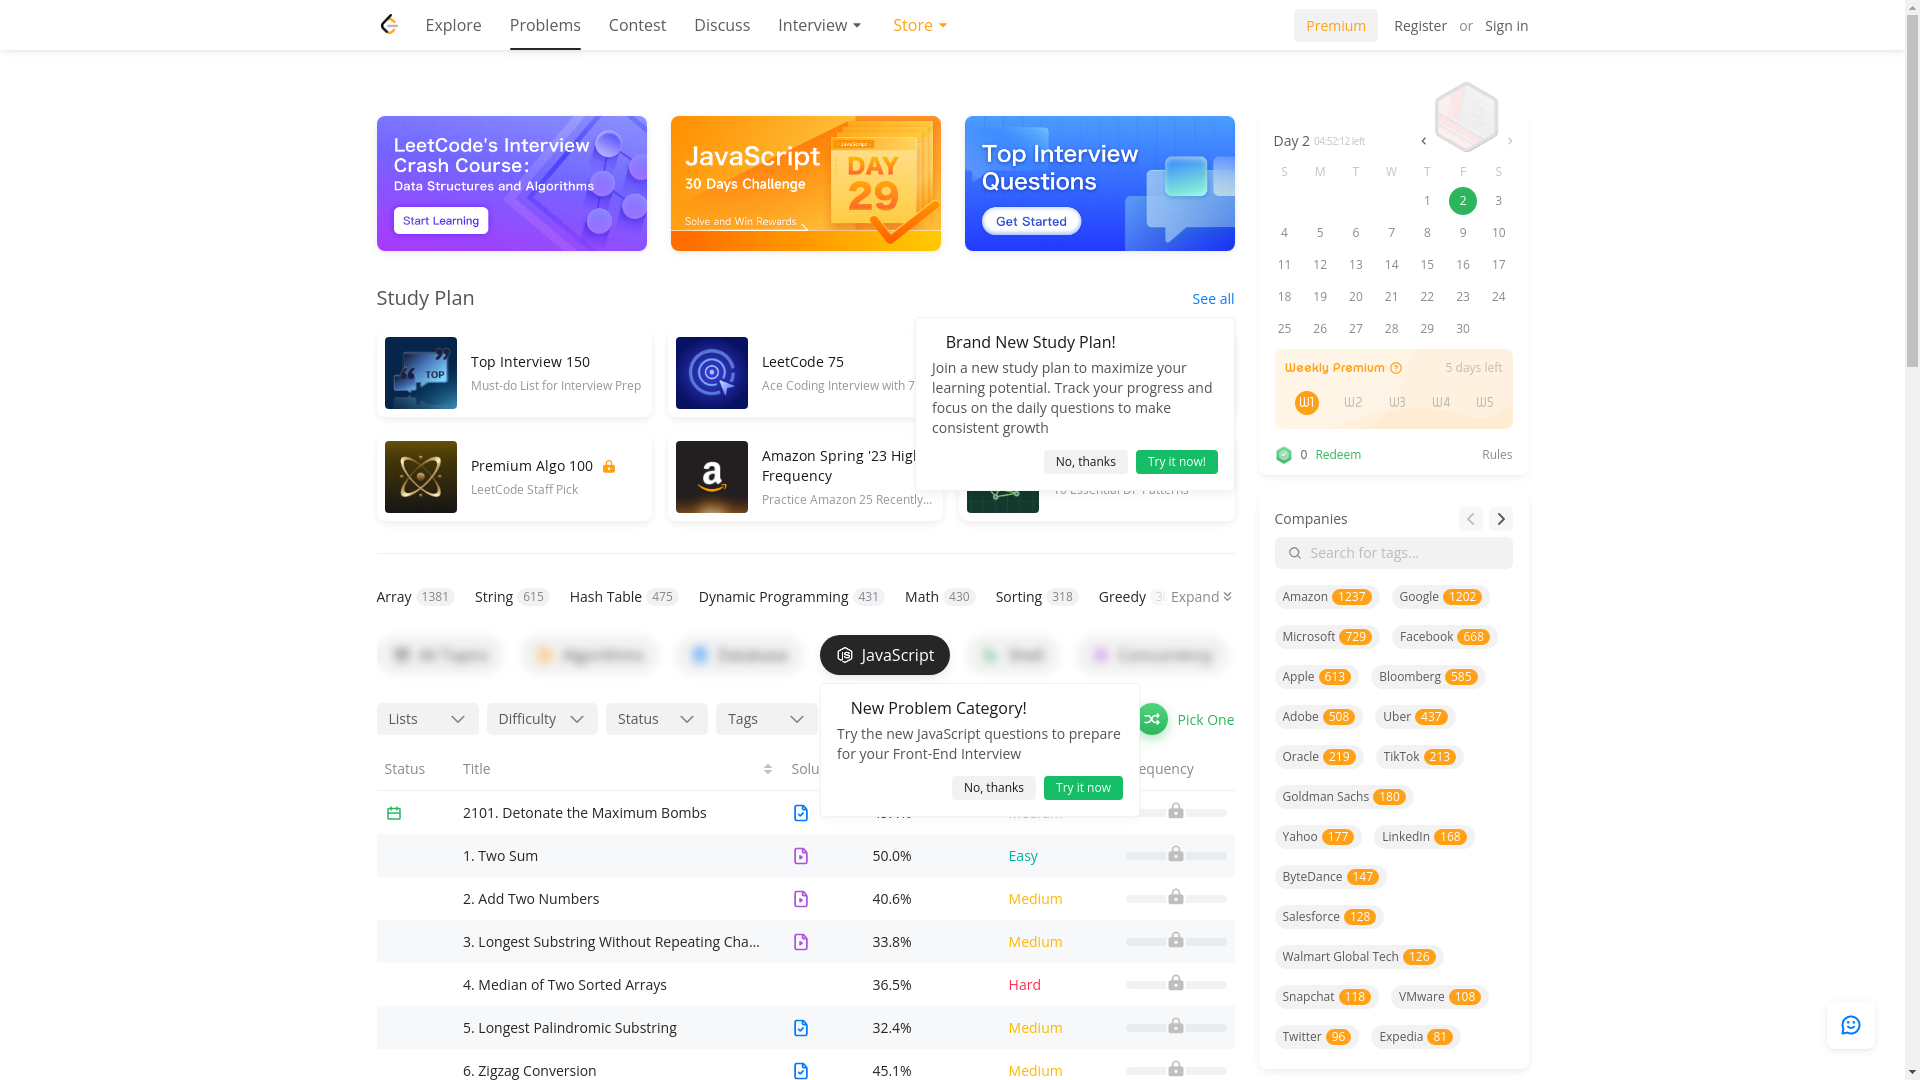 Explore
Problems
Contest
Discuss
Interview
Store
Premium
Register or Sign in
LeetCode's Interview
Crash Course:
Data Structures and Algorithms
Start Learning
JavaScript
30 Days Challenge
Solve and Win Rewards
JavaScript
DAY
29
Top Interview
Questions
Get Started
Day 2 04:52:12 left
S M T W T F S
1 2 3
4 5 6 7 8 9 10
11 12 13 14 15 16 17
18 19 20 21 22 23 24
25 26 27 28 29 30
Weekly Premium 5 days left
W1 W2 W3 W4 W5
0 Redeem Rules
Study Plan
See all
Top Interview 150
Must-do List for Interview Prep
LeetCode 75
Ace Coding Interview with 7
Brand New Study Plan!
Join a new study plan to maximize your
learning potential. Track your progress and
focus on the daily questions to make
consistent growth
No, thanks
Try it now!
Premium Algo 100
LeetCode Staff Pick
Amazon Spring '23 High
Frequency
Practice Amazon 25 Recently...
Array 1381
String 615
Hash Table 475
Dynamic Programming 431
Math 430
Sorting 318
Greedy
Expand
All Topics
Algorithms
Database
JavaScript
Shell
Concurrency
Lists
Difficulty
Status
Tags
Pick One
New Problem Category!
Try the new JavaScript questions to prepare
for your Front-End Interview
No, thanks
Try it now
Status Title Solu equency
2101. Detonate the Maximum Bombs
1. Two Sum 50.0% Easy
2. Add Two Numbers 40.6% Medium
3. Longest Substring Without Repeating Cha... 33.8% Medium
4. Median of Two Sorted Arrays 36.5% Hard
5. Longest Palindromic Substring 32.4% Medium
6. Zigzag Conversion 45.1% Medium
Companies
Search for tags...
Amazon 1237 Google 1202
Microsoft 729 Facebook 668
Apple 613 Bloomberg 585
Adobe 508 Uber 437
Oracle 219 TikTok 213
Goldman Sachs 180
Yahoo 177 LinkedIn 168
ByteDance 147
Salesforce 128
Walmart Global Tech 126
Snapchat 118 VMware 108
Twitter 96 Expedia 81